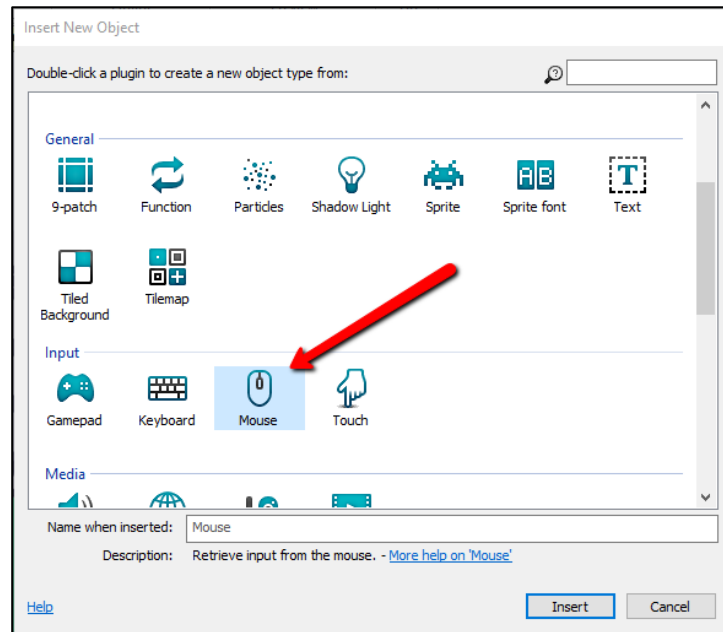 Insert New Object
Double-click a plugin to create a new object type from:
General
9-patch Function Particles Shadow Light Sprite Sprite font Text
Tiled Background Tilemap
Input
Gamepad Keyboard Mouse Touch
Media
Name when inserted: Mouse
Description: Retrieve input from the mouse. - More help on 'Mouse'
Help Insert Cancel